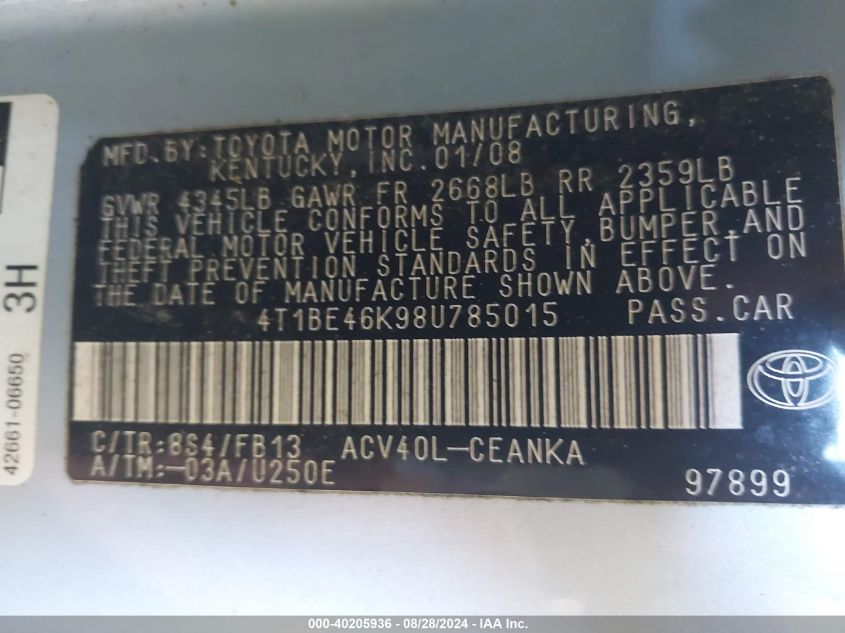 MFD.BY:TOYOTA MOTOR MANUFACTURING,
KENTUCKY,INC.01/08
GVWR 4345LB GAWR FR 2668LB RR 2359LB
THIS VEHICLE CONFORMS TO ALL APPLICABLE
FEDERAL MOTOR VEHICLE SAFETY,BUMPER,AND
THEFT PREVENTION STANDARDS IN EFFECT ON
THE DATE OF MANUFACTURE SHOWN ABOVE.
4T1BE46K98U785015 PASS.CAR
C/TR:8S4/FB13 ACV40L-CEANKA
A/TM:-03A/U250E
97899
3H
42661-06650
000-40205936 - 08/28/2024 - IAA Inc.